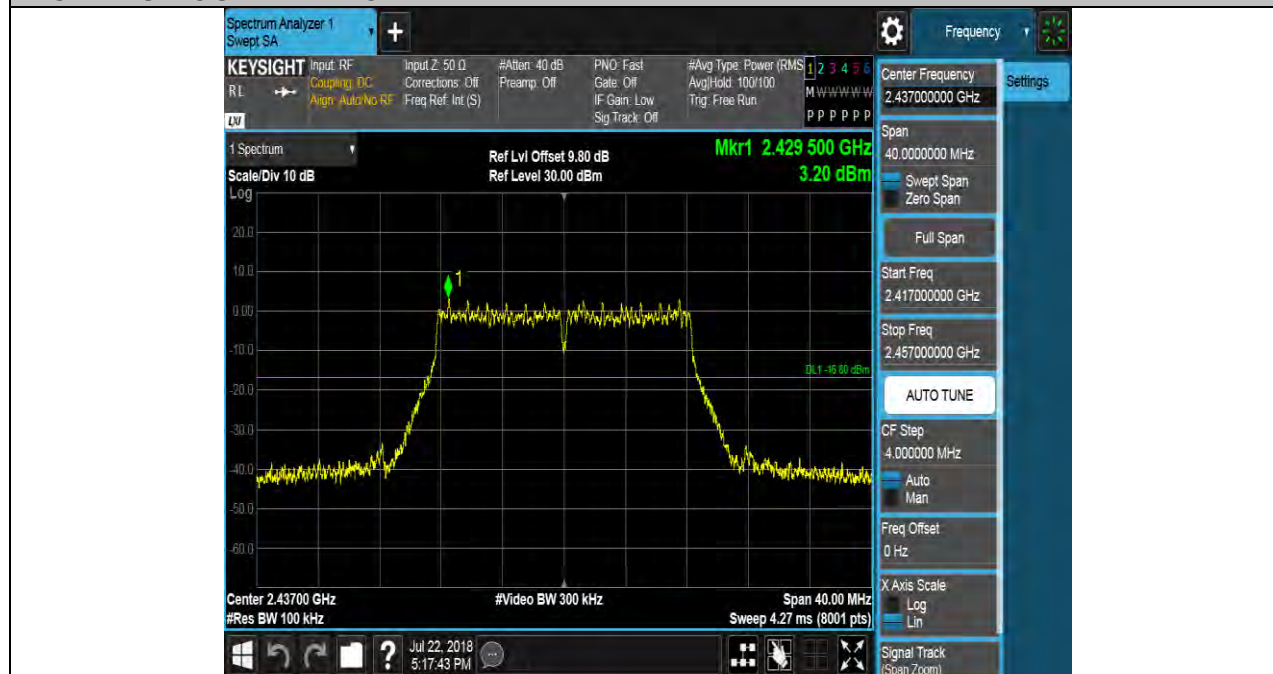 Spectrum Analyzer 1
Swept SA
+
Frequency
KEYSIGHT
RL
LXI
Input: RF
Coupling: DC
Align: Auto/No RF
Input Z: 50 Ω
Corrections: Off
Freq Ref: Int (S)
#Atten: 40 dB
Preamp: Off
PNO: Fast
Gate: Off
IF Gain: Low
Sig Track: Off
#Avg Type: Power (RMS
Avg|Hold: 100/100
Trig: Free Run
1 2 3 4 5 6
M W W W W W
P P P P P P
Center Frequency
2.437000000 GHz
Settings
Span
40.0000000 MHz
Swept Span
Zero Span
Full Span
Start Freq
2.417000000 GHz
Stop Freq
2.457000000 GHz
AUTO TUNE
CF Step
4.000000 MHz
Auto
Man
Freq Offset
0 Hz
X Axis Scale
Log
Lin
Signal Track
(Span Zoom)
1 Spectrum
Scale/Div 10 dB
Ref Lvl Offset 9.80 dB
Ref Level 30.00 dBm
Mkr1 2.429 500 GHz
3.20 dBm
Log
20.0
10.0
0.00
-10.0
-20.0
-30.0
-40.0
-50.0
-60.0
1
DL1 -16.80 dBm
Center 2.43700 GHz
#Res BW 100 kHz
#Video BW 300 kHz
Span 40.00 MHz
Sweep 4.27 ms (8001 pts)
?
Jul 22, 2018
5:17:43 PM